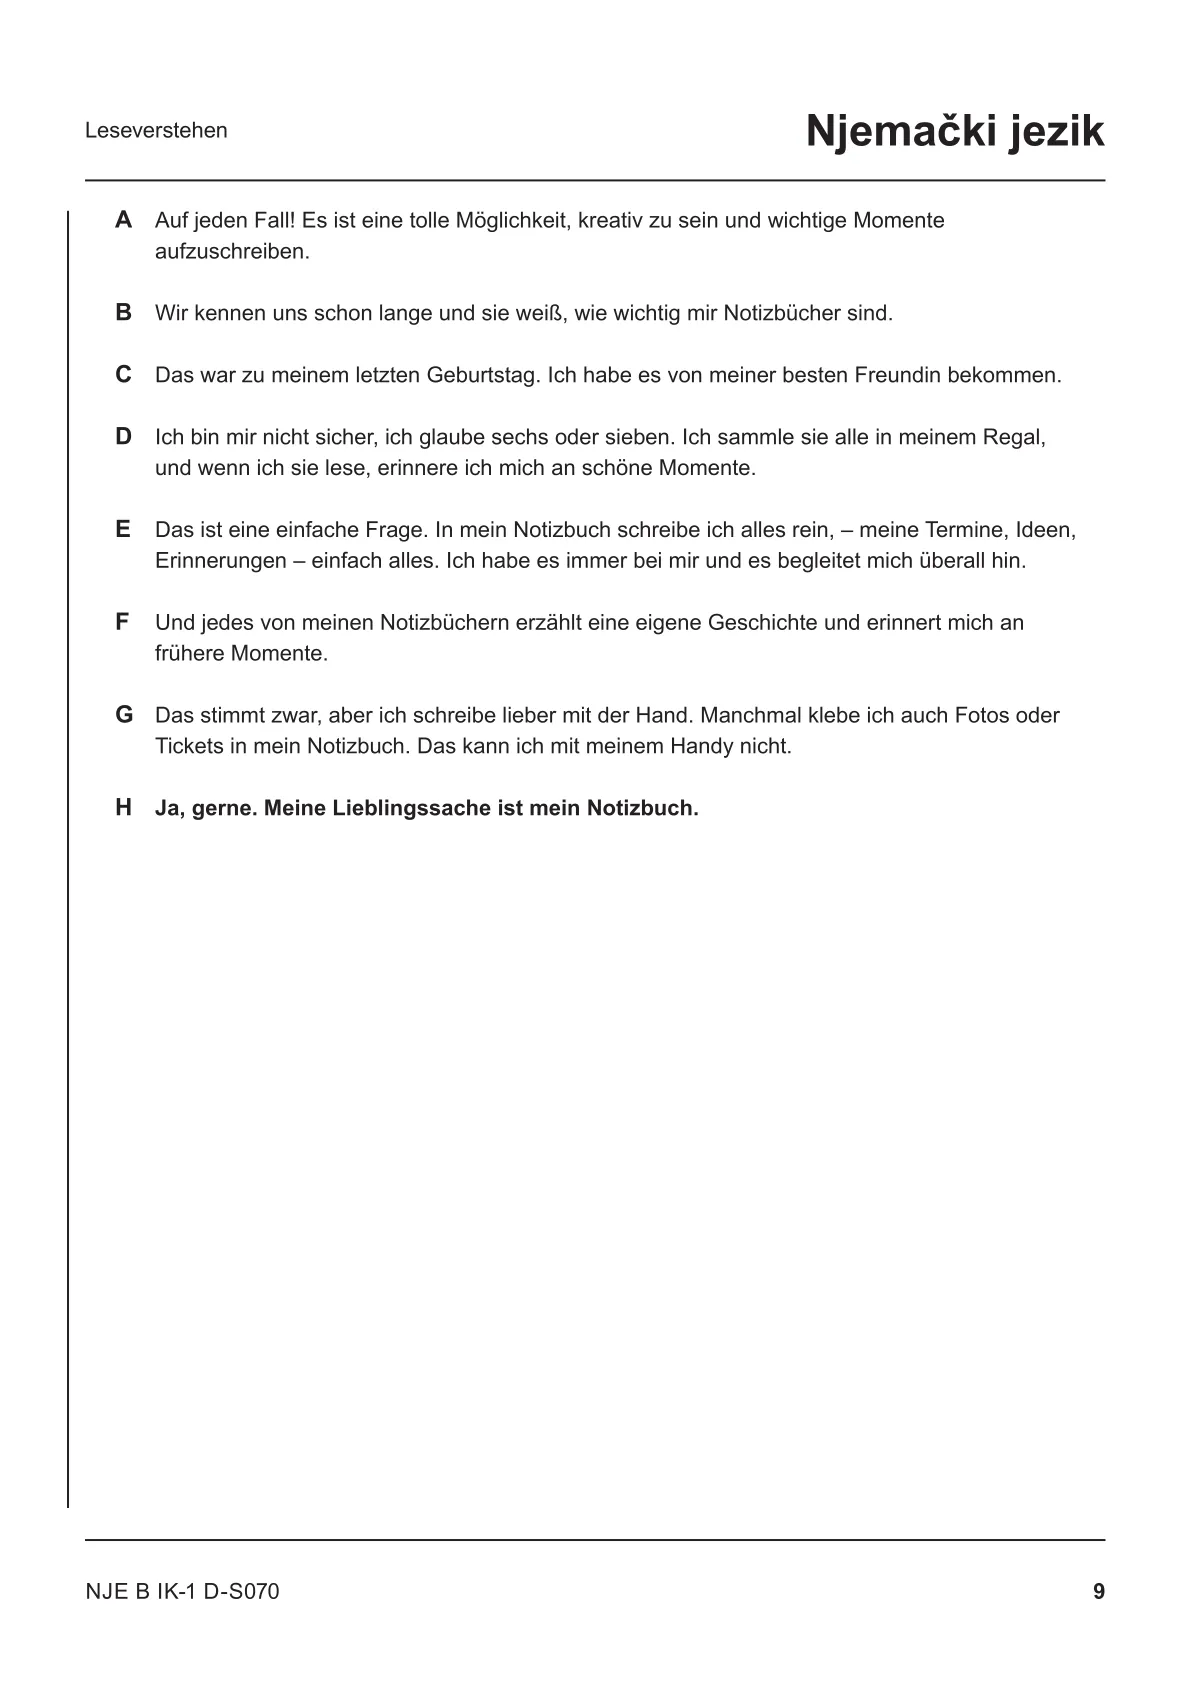 Leseverstehen
Njemački jezik
A Auf jeden Fall! Es ist eine tolle Möglichkeit, kreativ zu sein und wichtige Momente
aufzuschreiben.
B Wir kennen uns schon lange und sie weiß, wie wichtig mir Notizbücher sind.
C Das war zu meinem letzten Geburtstag. Ich habe es von meiner besten Freundin bekommen.
D Ich bin mir nicht sicher, ich glaube sechs oder sieben. Ich sammle sie alle in meinem Regal,
und wenn ich sie lese, erinnere ich mich an schöne Momente.
E Das ist eine einfache Frage. In mein Notizbuch schreibe ich alles rein, – meine Termine, Ideen,
Erinnerungen – einfach alles. Ich habe es immer bei mir und es begleitet mich überall hin.
F Und jedes von meinen Notizbüchern erzählt eine eigene Geschichte und erinnert mich an
frühere Momente.
G Das stimmt zwar, aber ich schreibe lieber mit der Hand. Manchmal klebe ich auch Fotos oder
Tickets in mein Notizbuch. Das kann ich mit meinem Handy nicht.
H Ja, gerne. Meine Lieblingssache ist mein Notizbuch.
NJE B IK-1 D-S070
9